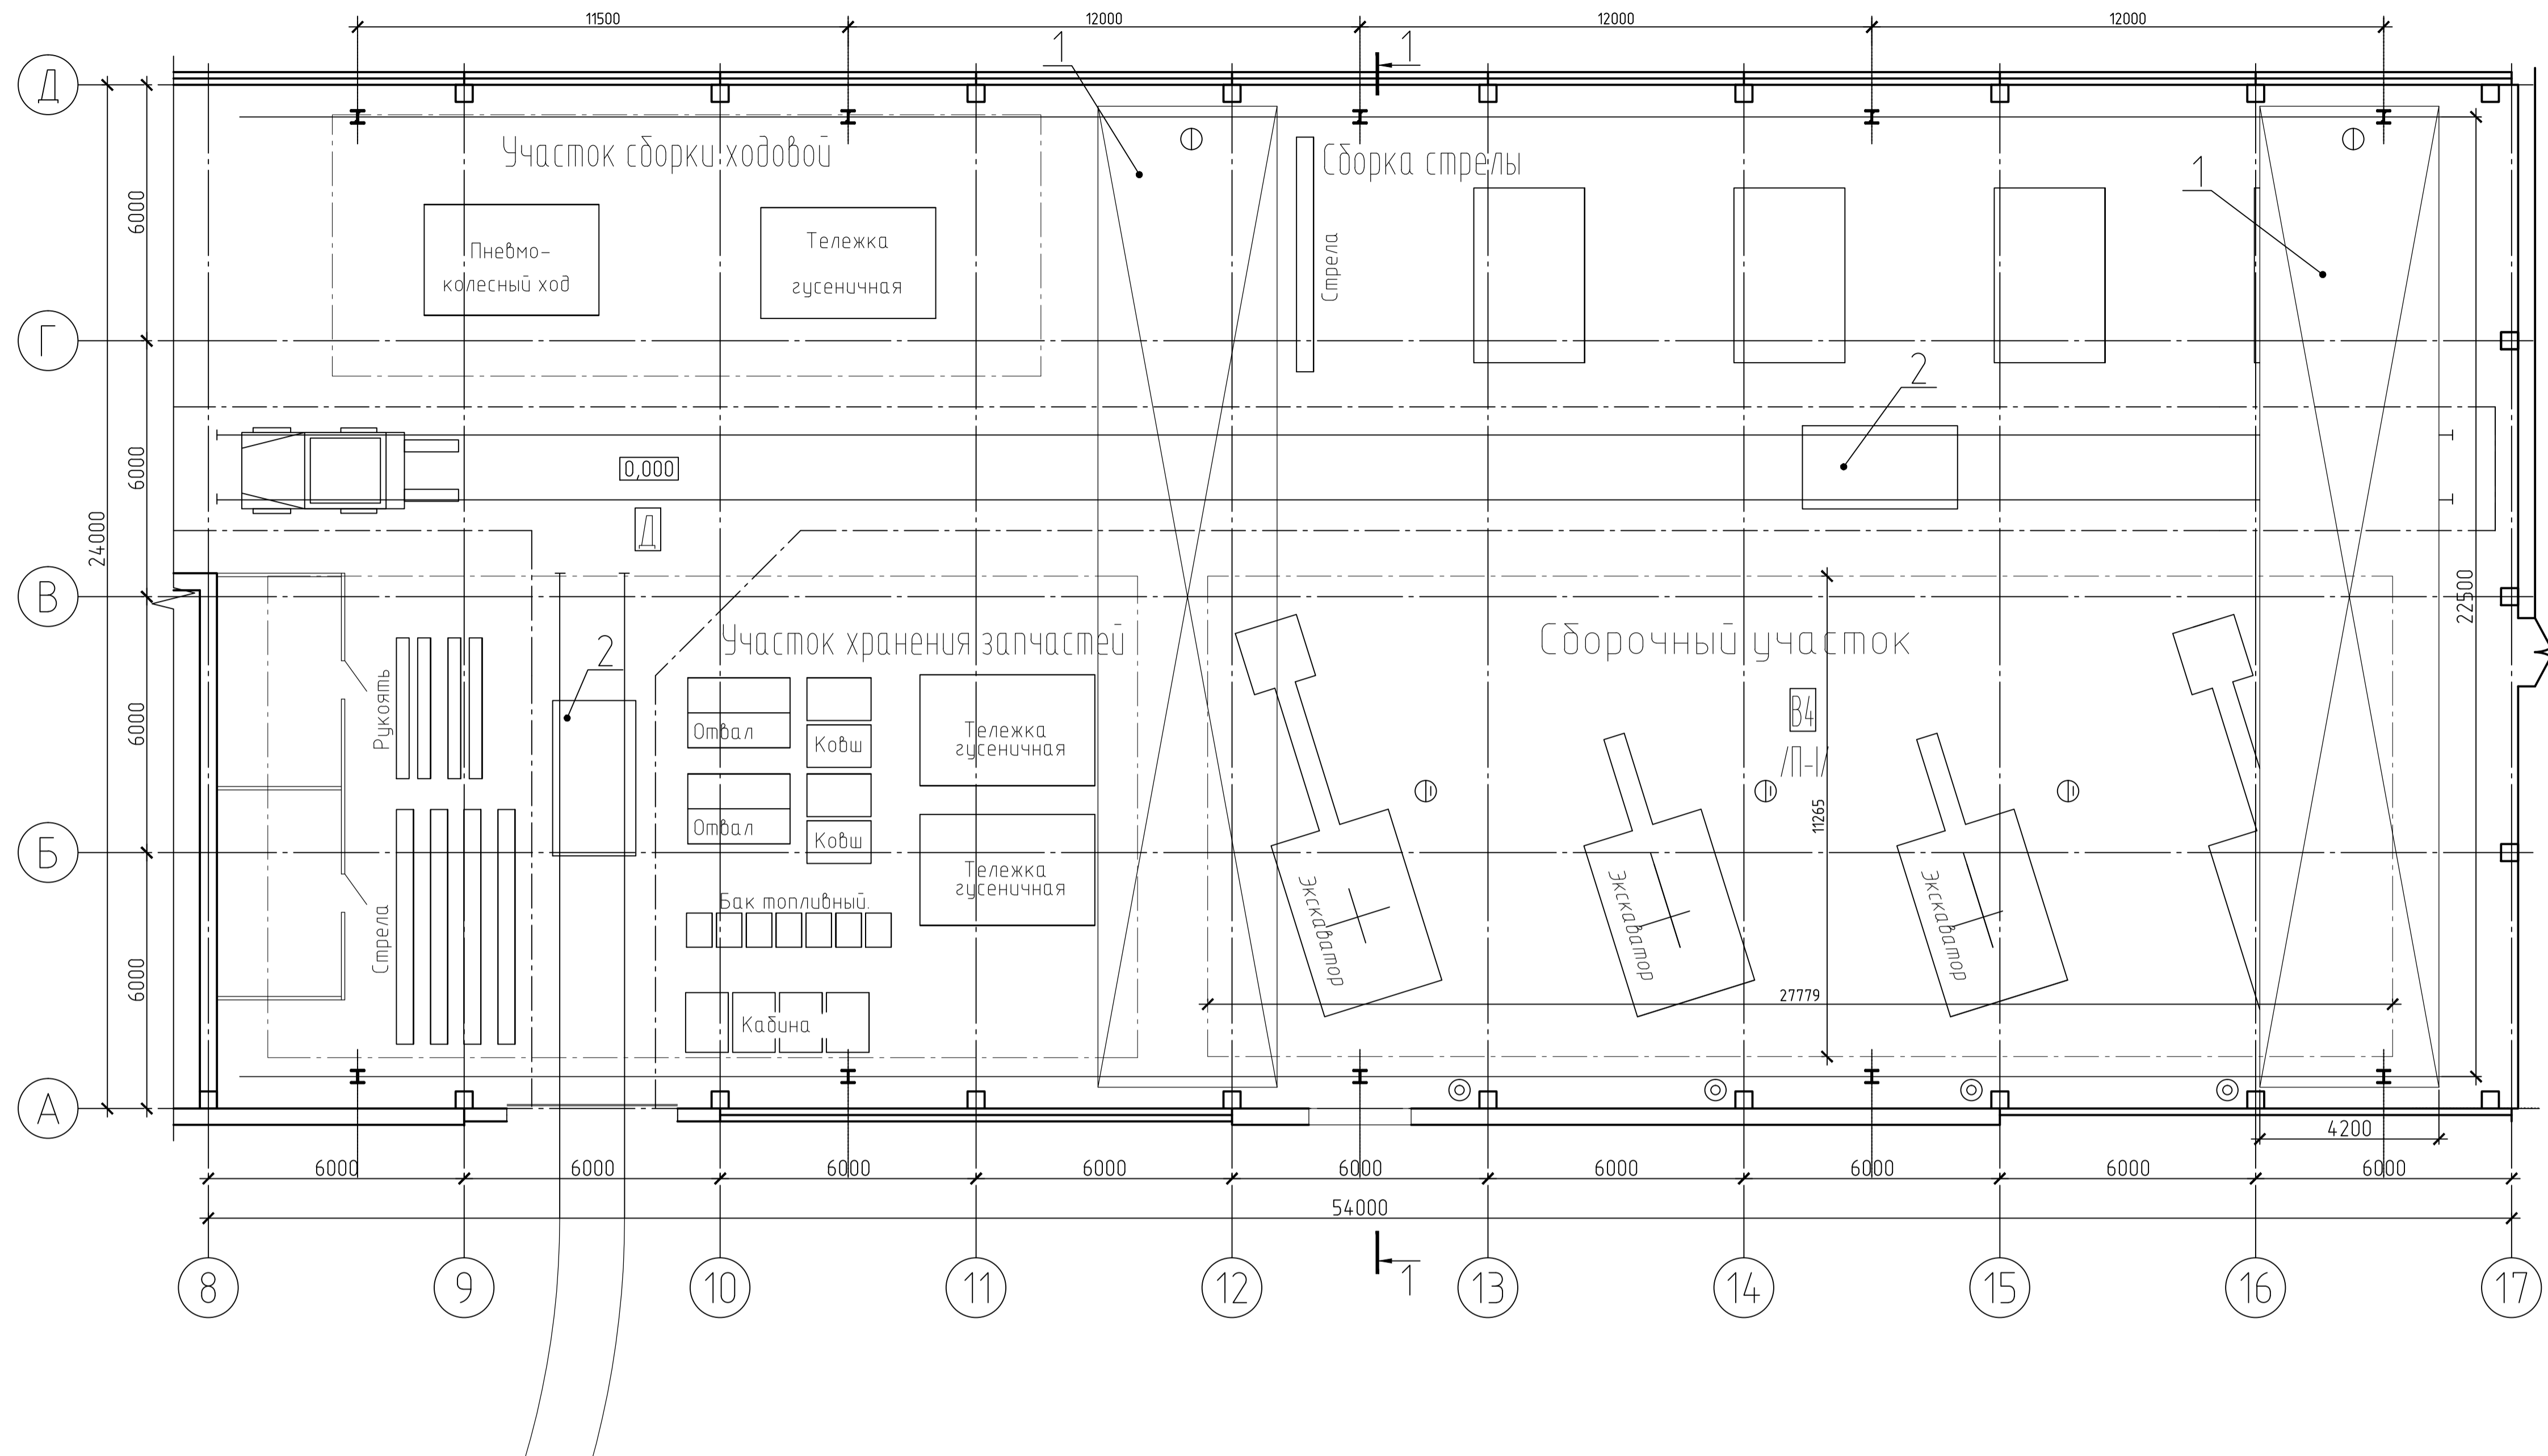 11500
12000
12000
12000
1
1
Д
Участок сборки ходовой
Сборка стрелы
1
6000
Пневмо-
колесный ход
Тележка
гусеничная
Стрела
Г
2
6000
0,000
Д
24000
В
22500
Участок хранения запчастей
Сборочный участок
2
Рукоять
6000
Отвал
Ковш
Тележка
гусеничная
В4
/П-I/
11265
Отвал
Ковш
Б
Тележка
гусеничная
Экскаватор
Экскаватор
Экскаватор
Бак топливный.
Стрела
6000
Кабина
27779
А
4200
6000
6000
6000
6000
6000
6000
6000
6000
6000
54000
1
8
9
10
11
12
13
14
15
16
17